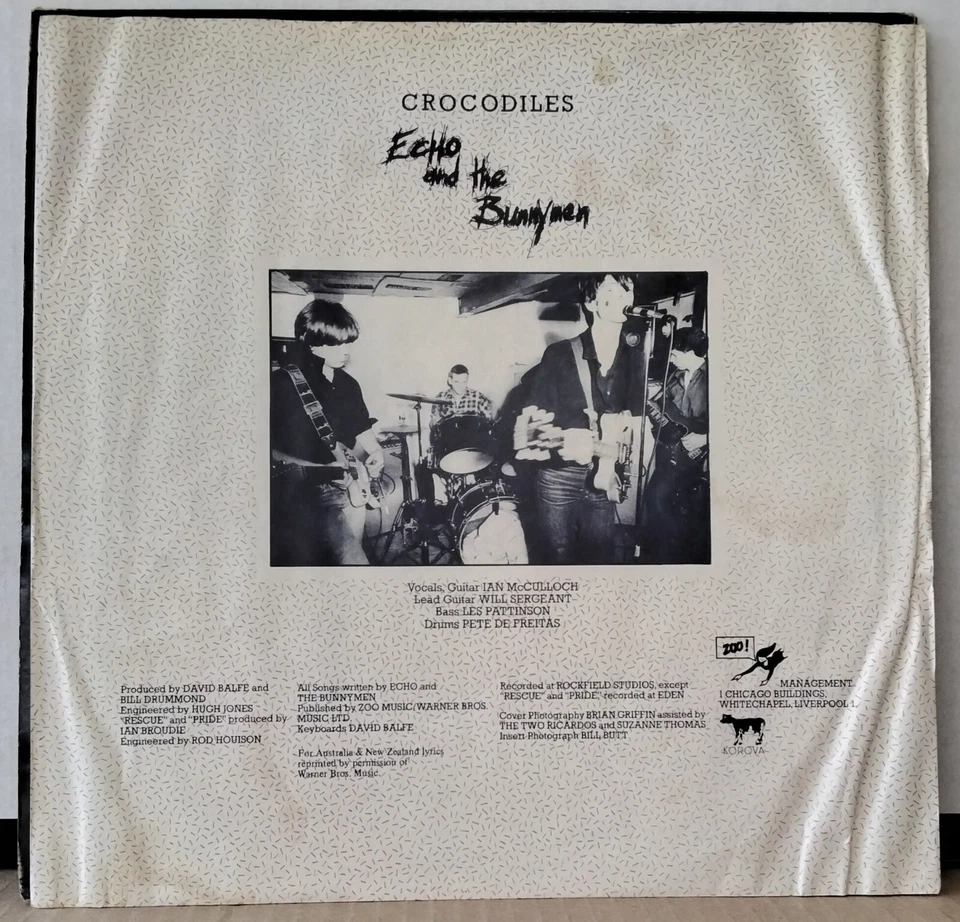 CROCODILES
Echo
and the
Bunnymen
Vocals, Guitar IAN McCULLOCH
Lead Guitar WILL SERGEANT
Bass LES PATTINSON
Drums PETE DE FREITAS
Produced by DAVID BALFE and
BILL DRUMMOND
Engineered by HUGH JONES
"RESCUE" and "PRIDE" produced by
IAN BROUDIE
Engineered by ROD HOUISON
All Songs written by ECHO and
THE BUNNYMEN
Published by ZOO MUSIC/WARNER BROS.
MUSIC LTD.
Keyboards DAVID BALFE
For Australia & New Zealand lyrics
reprinted by permission of
Warner Bros. Music.
Recorded at ROCKFIELD STUDIOS, except
"RESCUE" and "PRIDE", recorded at EDEN
Cover Photography BRIAN GRIFFIN assisted by
THE TWO RICARDOS and SUZANNE THOMAS
Insert Photograph BILL BUTT
ZOO!
MANAGEMENT.
1 CHICAGO BUILDINGS,
WHITECHAPEL, LIVERPOOL 1.
KOROVA